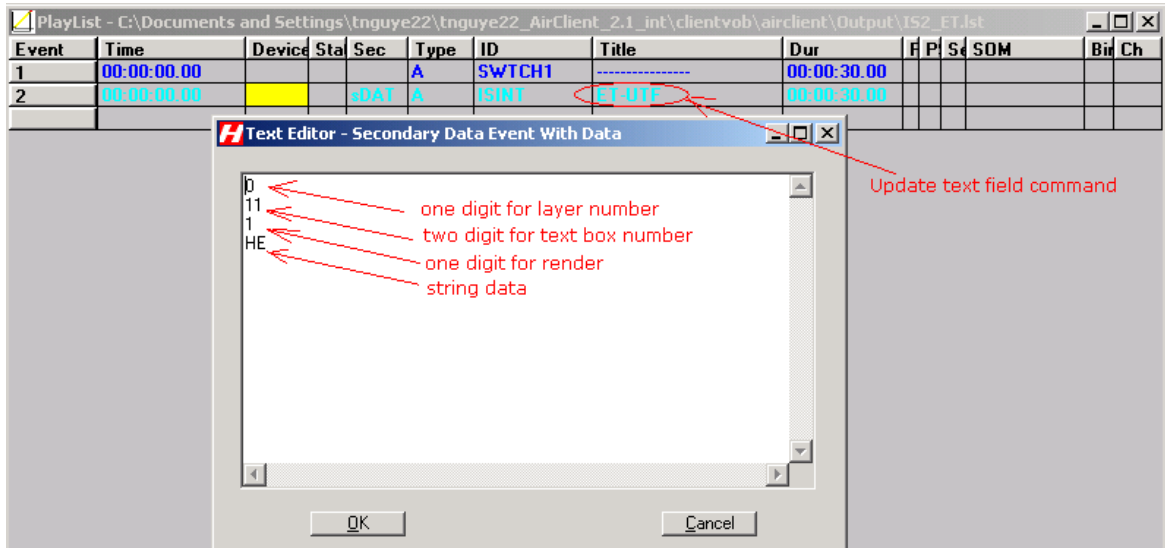 PlayList - C:\Documents and Settings\tnguye22\tnguye22_AirClient_2.1_int\clientvob\airclient\Output\IS2_ET.lst
Event Time Device Sta Sec Type ID Title Dur F P S SOM Bin Ch
1 00:00:00.00 A SWTCH1 --------------- 00:00:30.00
2 00:00:00.00 sDAT A ISINT ET-UTF 00:00:30.00
Text Editor - Secondary Data Event With Data
Update text field command
0
one digit for layer number
11
two digit for text box number
1
one digit for render
HE
string data
OK Cancel